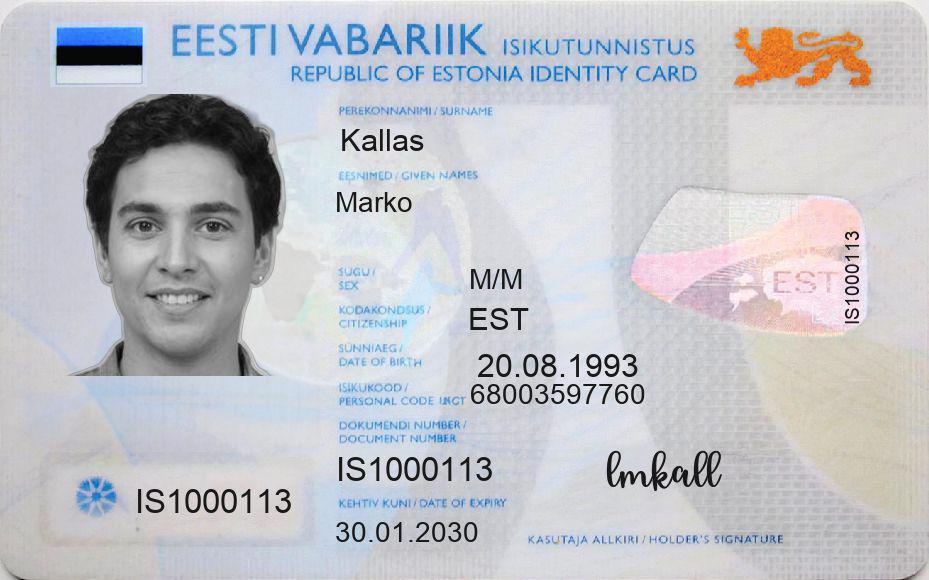 EESTI VABARIIK ISIKUTUNNISTUS
REPUBLIC OF ESTONIA IDENTITY CARD
PEREKONNANIMI / SURNAME
Kallas
EESNIMED / GIVEN NAMES
Marko
SUGU /
SEX
M/M
KODAKONDSUS /
CITIZENSHIP
EST
SÜNNIAEG /
DATE OF BIRTH
20.08.1993
ISIKUKOOD /
PERSONAL CODE
68003597760
DOKUMENDI NUMBER /
DOCUMENT NUMBER
IS1000113
KEHTIV KUNI / DATE OF EXPIRY
30.01.2030
IS1000113
EST
IS1000113
lmkall
KASUTAJA ALLKIRI / HOLDER'S SIGNATURE